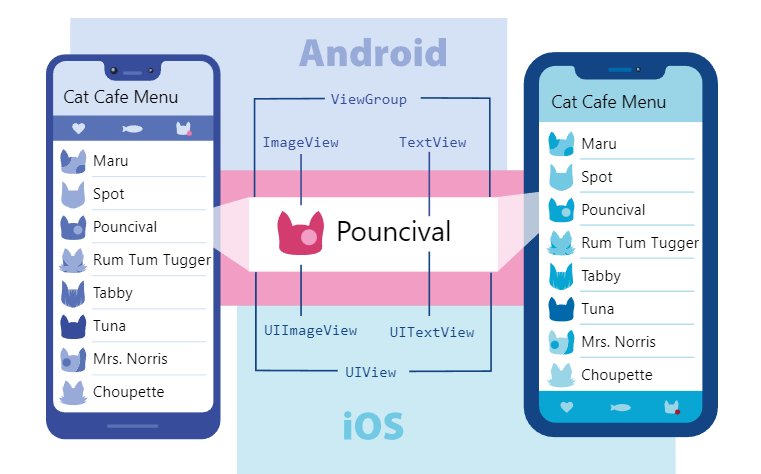 Android
Cat Cafe Menu
Maru
Spot
Pouncival
Rum Tum Tugger
Tabby
Tuna
Mrs. Norris
Choupette
ViewGroup
ImageView
TextView
Pouncival
UIImageView
UITextView
UIView
iOS
Cat Cafe Menu
Maru
Spot
Pouncival
Rum Tum Tugger
Tabby
Tuna
Mrs. Norris
Choupette